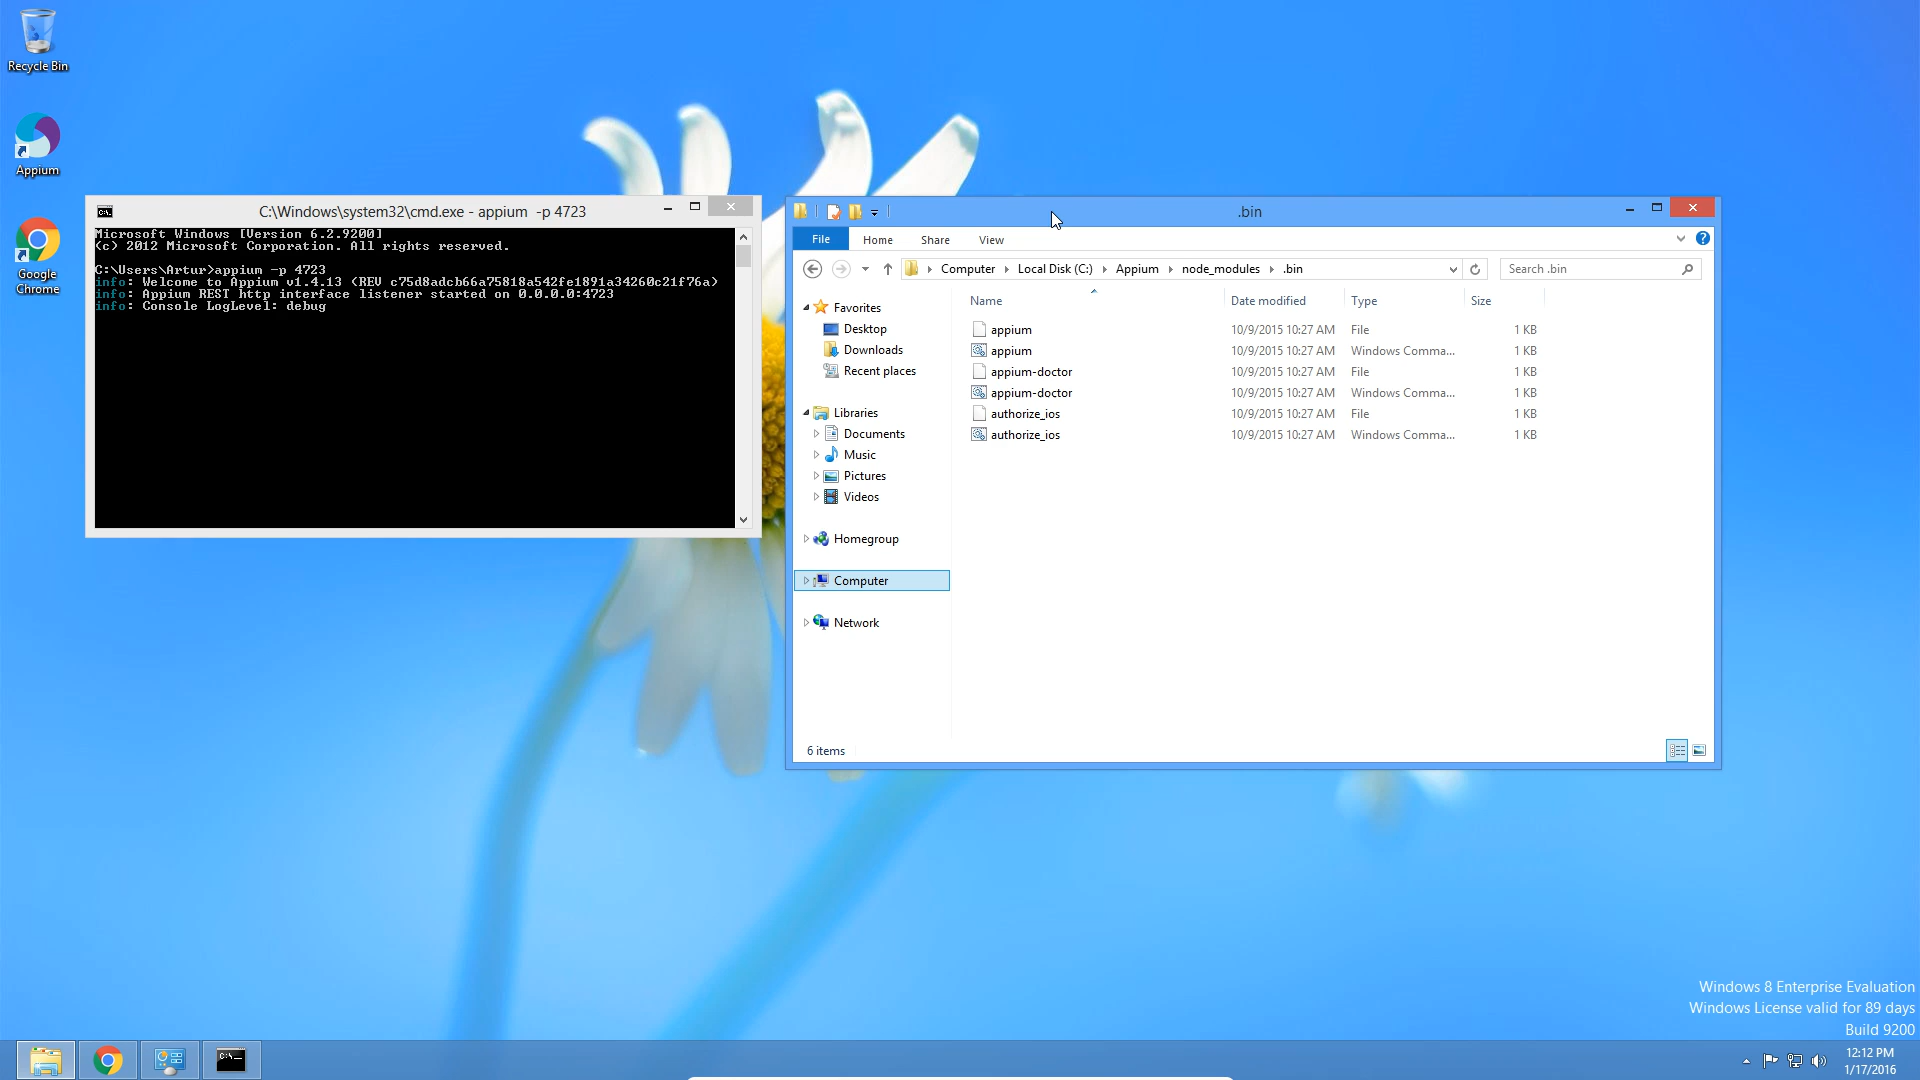 Recycle Bin
Appium
Google
Chrome
C:\Windows\system32\cmd.exe - appium -p 4723
Microsoft Windows [Version 6.2.9200]
(c) 2012 Microsoft Corporation. All rights reserved.
C:\Users\Artur>appium -p 4723
info: Welcome to Appium v1.4.13 (REV c75d8adcb66a75818a542fe1891a34260c21f76a)
info: Appium REST http interface listener started on 0.0.0.0:4723
info: Console LogLevel: debug
.bin
File Home Share View
Computer Local Disk (C:) Appium node_modules .bin
Search .bin
Favorites
Desktop
Downloads
Recent places
Libraries
Documents
Music
Pictures
Videos
Homegroup
Computer
Network
Name Date modified Type Size
appium 10/9/2015 10:27 AM File 1 KB
appium 10/9/2015 10:27 AM Windows Comma... 1 KB
appium-doctor 10/9/2015 10:27 AM File 1 KB
appium-doctor 10/9/2015 10:27 AM Windows Comma... 1 KB
authorize_ios 10/9/2015 10:27 AM File 1 KB
authorize_ios 10/9/2015 10:27 AM Windows Comma... 1 KB
6 items
Windows 8 Enterprise Evaluation
Windows License valid for 89 days
Build 9200
12:12 PM
1/17/2016